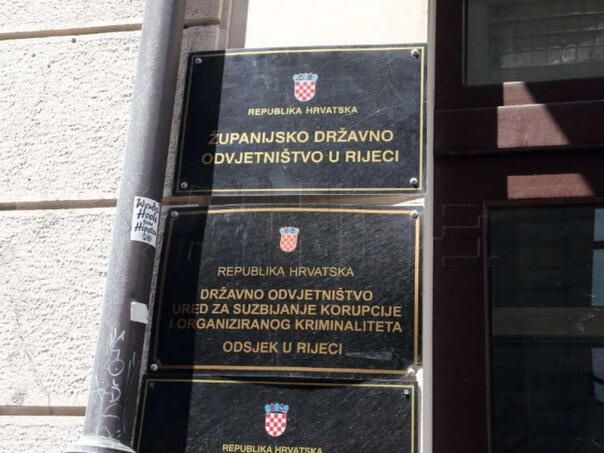 REPUBLIKA HRVATSKA
ŽUPANIJSKO DRŽAVNO
ODVJETNIŠTVO U RIJECI
REPUBLIKA HRVATSKA
DRŽAVNO ODVJETNIŠTVO
URED ZA SUZBIJANJE KORUPCIJE
I ORGANIZIRANOG KRIMINALITETA
ODSJEK U RIJECI
REPUBLIKA HRVATSKA